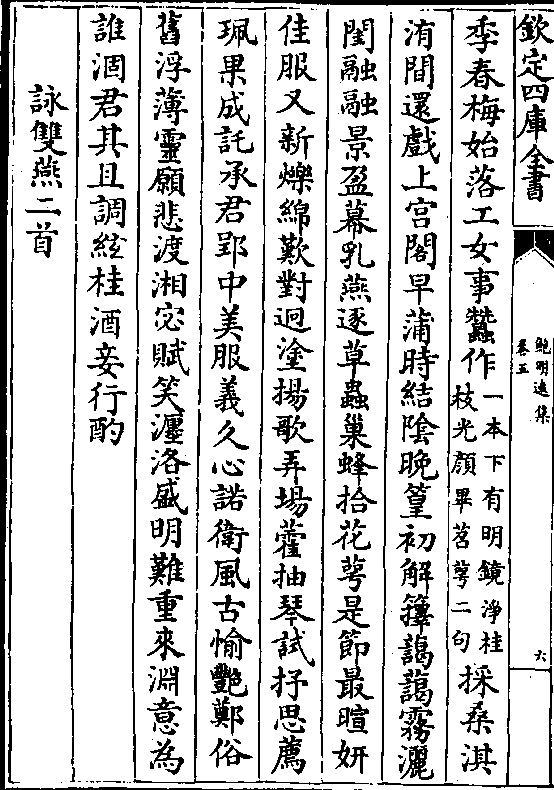 欽定四庫全書
鮑明遠集
卷五
六
季春梅始落工女事蠶作一本下有明鏡淨桂枝光顔畢苕萼二句採桑淇
洧間還戲上宫閣早蒲時結陰晚篁初解籜藹藹霧灑
閨融融景盈幕乳燕逐草蟲巢蜂拾花萼是節最暄妍
佳服又新爍綿歎對逈塗揚歌弄塲藿抽琴試抒思薦
珮果成託承君郢中美服義久心諾衛風古愉艷鄭俗
舊浮薄靈願悲渡湘宓賦笑瀍洛盛明難重來淵意為
誰涸君其且調絃桂酒妾行酌
詠雙燕二首